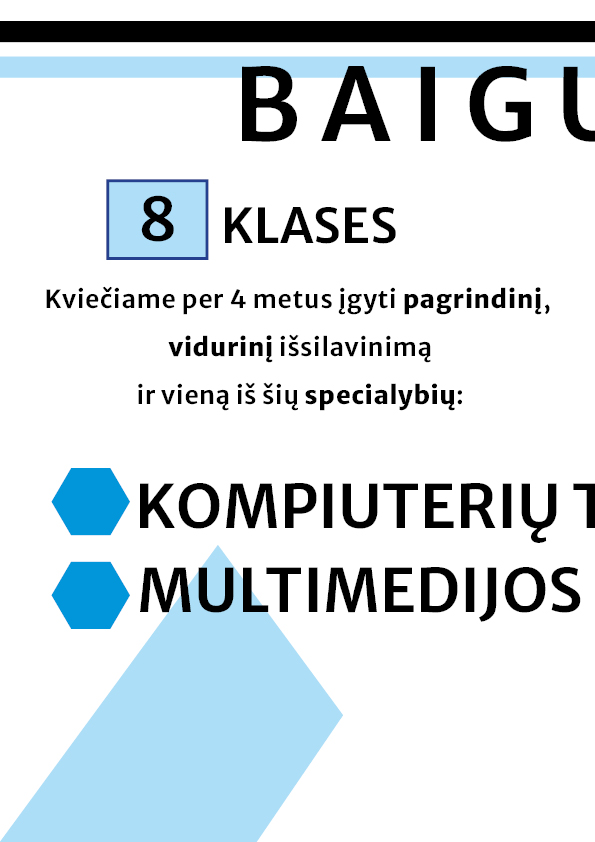 BAIGU
8 KLASES
Kviečiame per 4 metus įgyti pagrindinį,
vidurinį išsilavinimą
ir vieną iš šių specialybių:
KOMPIUTERIŲ T
MULTIMEDIJOS